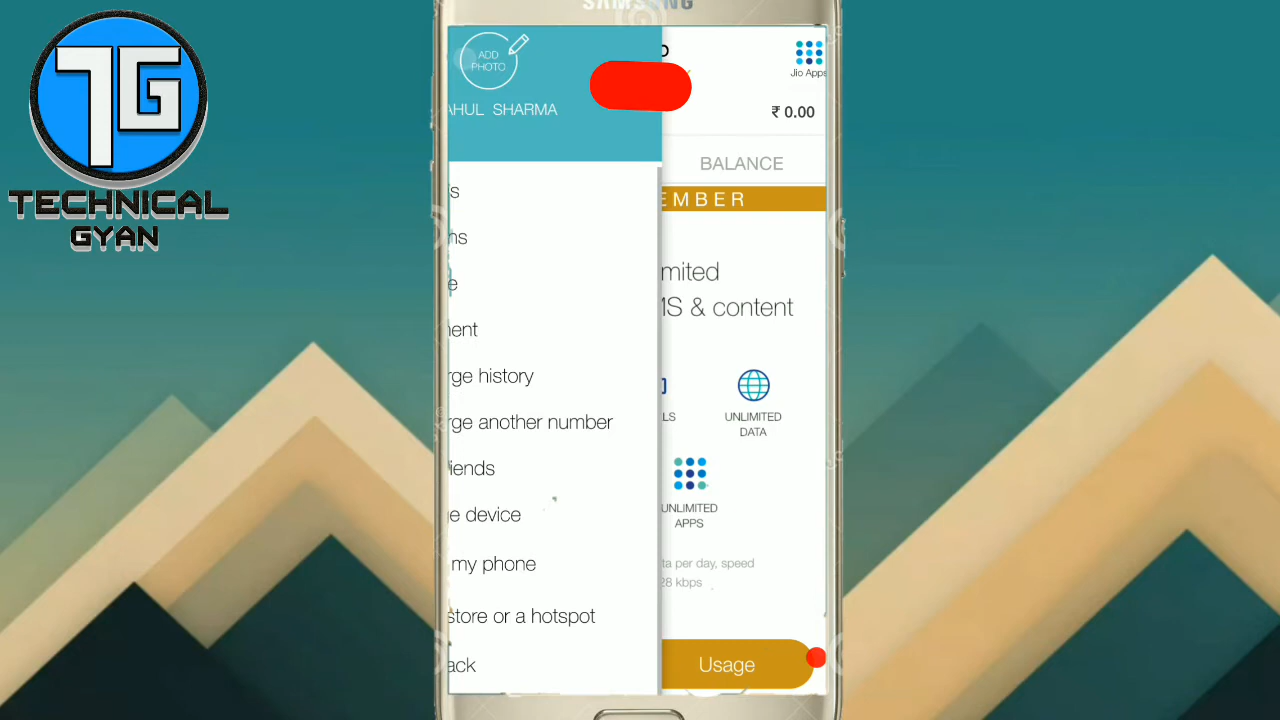 TG
TECHNICAL
GYAN
SAMSUNG
ADD
PHOTO
AHUL SHARMA
Jio Apps
₹ 0.00
BALANCE
EMBER
s
ns
e
nent
rge history
rge another number
iends
e device
my phone
store or a hotspot
ack
mited
MS & content
LS
UNLIMITED
DATA
UNLIMITED
APPS
ta per day, speed
28 kbps
Usage